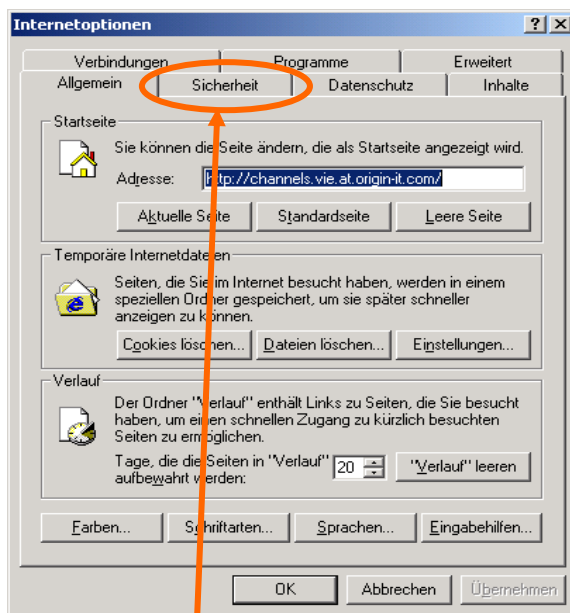 Internetoptionen
Verbindungen Programme Erweitert
Allgemein Sicherheit Datenschutz Inhalte
Startseite
Sie können die Seite ändern, die als Startseite angezeigt wird.
Adresse: http://channels.vie.at.origin-it.com/
Aktuelle Seite Standardseite Leere Seite
Temporäre Internetdateien
Seiten, die Sie im Internet besucht haben, werden in einem
speziellen Ordner gespeichert, um sie später schneller
anzeigen zu können.
Cookies löschen... Dateien löschen... Einstellungen...
Verlauf
Der Ordner "Verlauf" enthält Links zu Seiten, die Sie besucht
haben, um einen schnellen Zugang zu kürzlich besuchten
Seiten zu ermöglichen.
Tage, die die Seiten in "Verlauf" 20 "Verlauf" leeren
aufbewahrt werden:
Farben... Schriftarten... Sprachen... Eingabehilfen...
OK Abbrechen Übernehmen